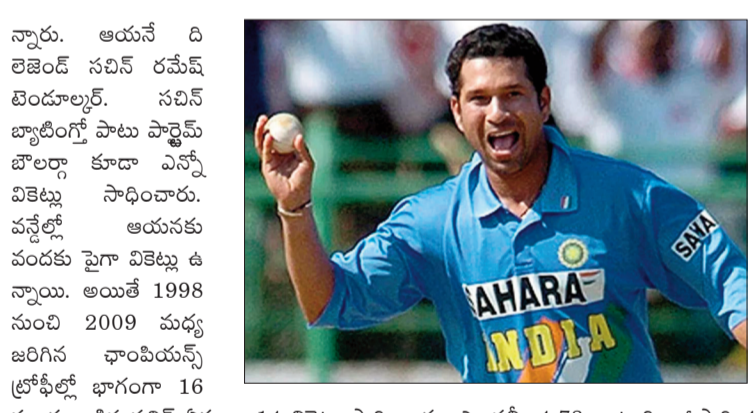 న్నారు. ఆయనే ది
లెజెండ్ సచిన్ రమేష్
టెండూల్కర్. సచిన్
బ్యాటింగ్తో పాటు పార్ట్టైమ్
బౌలర్గా కూడా ఎన్నో
వికెట్లు సాధించారు.
వన్డేల్లో ఆయనకు
వందకు పైగా వికెట్లు ఉ
న్నాయి. అయితే 1998
నుంచి 2009 మధ్య
జరిగిన ఛాంపియన్స్
ట్రోఫీల్లో భాగంగా 16
SAHARA
INDIA
SAHA